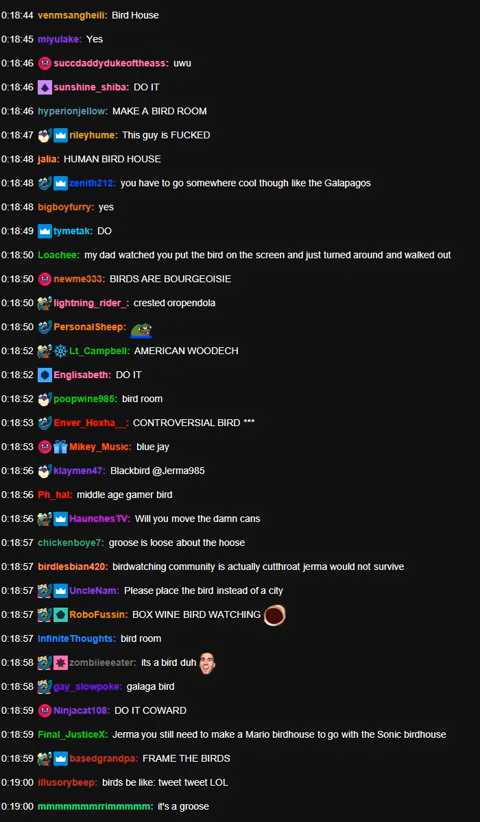 0:18:44 venmsangheili: Bird House
0:18:45 miyulake: Yes
0:18:46 succdaddydukeoftheass: uwu
0:18:46 sunshine_shiba: DO IT
0:18:46 hyperionjellow: MAKE A BIRD ROOM
0:18:47 rileyhume: This guy is FUCKED
0:18:48 jalia: HUMAN BIRD HOUSE
0:18:48 zenith212: you have to go somewhere cool though like the Galapagos
0:18:48 bigboyfurry: yes
0:18:49 tymetak: DO
0:18:50 Loachee: my dad watched you put the bird on the screen and just turned around and walked out
0:18:50 newme333: BIRDS ARE BOURGEOISIE
0:18:50 lightning_rider_: crested oropendola
0:18:50 PersonalSheep:
0:18:52 Lt_Campbell: AMERICAN WOODECH
0:18:52 Englisabeth: DO IT
0:18:52 poopwine985: bird room
0:18:53 Enver_Hoxha__: CONTROVERSIAL BIRD ***
0:18:53 Mikey_Music: blue jay
0:18:56 klaymen47: Blackbird @Jerma985
0:18:56 Ph_hal: middle age gamer bird
0:18:56 HaunchesTV: Will you move the damn cans
0:18:57 chickenboye7: groose is loose about the hoose
0:18:57 birdlesbian420: birdwatching community is actually cutthroat jerma would not survive
0:18:57 UncleNam: Please place the bird instead of a city
0:18:57 RoboFussin: BOX WINE BIRD WATCHING
0:18:57 InfiniteThoughts: bird room
0:18:58 zombiieeeater: its a bird duh
0:18:58 gay_slowpoke: galaga bird
0:18:59 Ninjacat108: DO IT COWARD
0:18:59 Final_JusticeX: Jerma you still need to make a Mario birdhouse to go with the Sonic birdhouse
0:18:59 basedgrandpa: FRAME THE BIRDS
0:19:00 illusorybeep: birds be like: tweet tweet LOL
0:19:00 mmmmmmmrrimmmmm: it's a groose